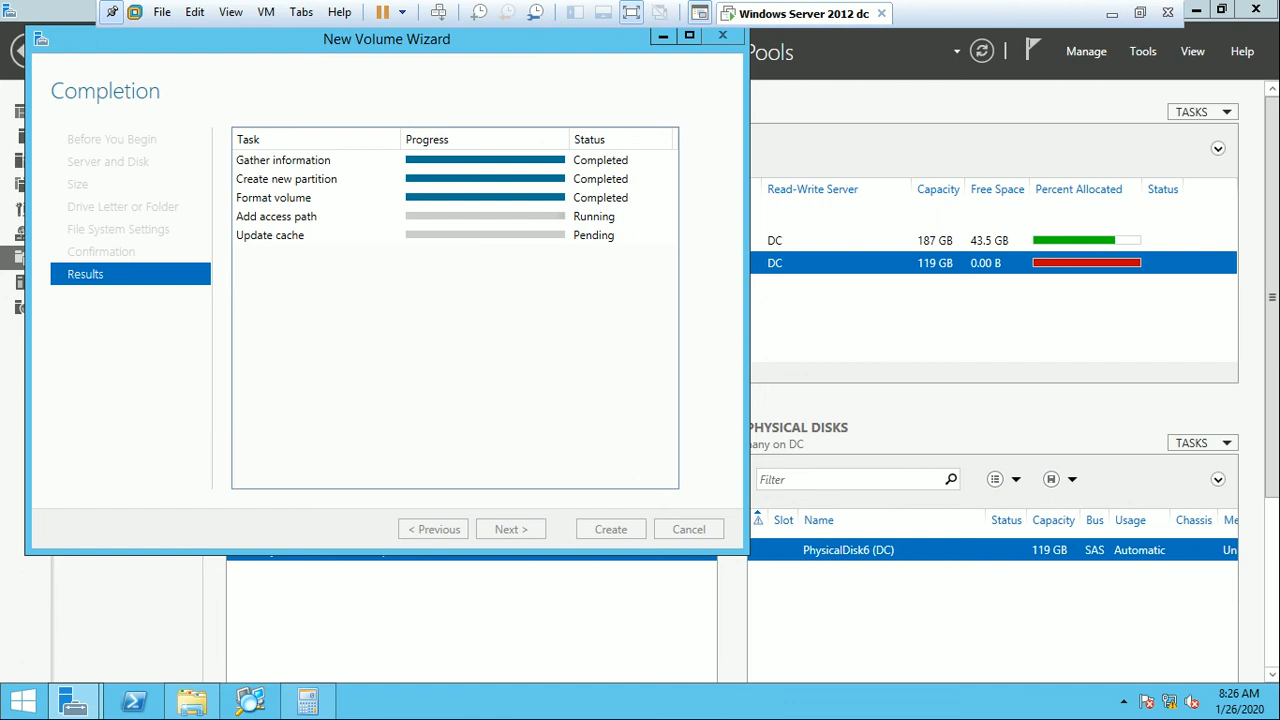 File Edit View VM Tabs Help Windows Server 2012 dc
New Volume Wizard
Pools
Manage Tools View Help
Completion
Before You Begin
Server and Disk
Size
Drive Letter or Folder
File System Settings
Confirmation
Results
Task Progress Status
Gather information Completed
Create new partition Completed
Format volume Completed
Add access path Running
Update cache Pending
< Previous Next > Create Cancel
TASKS
Read-Write Server Capacity Free Space Percent Allocated Status
DC 187 GB 43.5 GB
DC 119 GB 0.00 B
PHYSICAL DISKS
any on DC
TASKS
Filter
Slot Name Status Capacity Bus Usage Chassis Me
PhysicalDisk6 (DC) 119 GB SAS Automatic Un
8:26 AM
1/26/2020